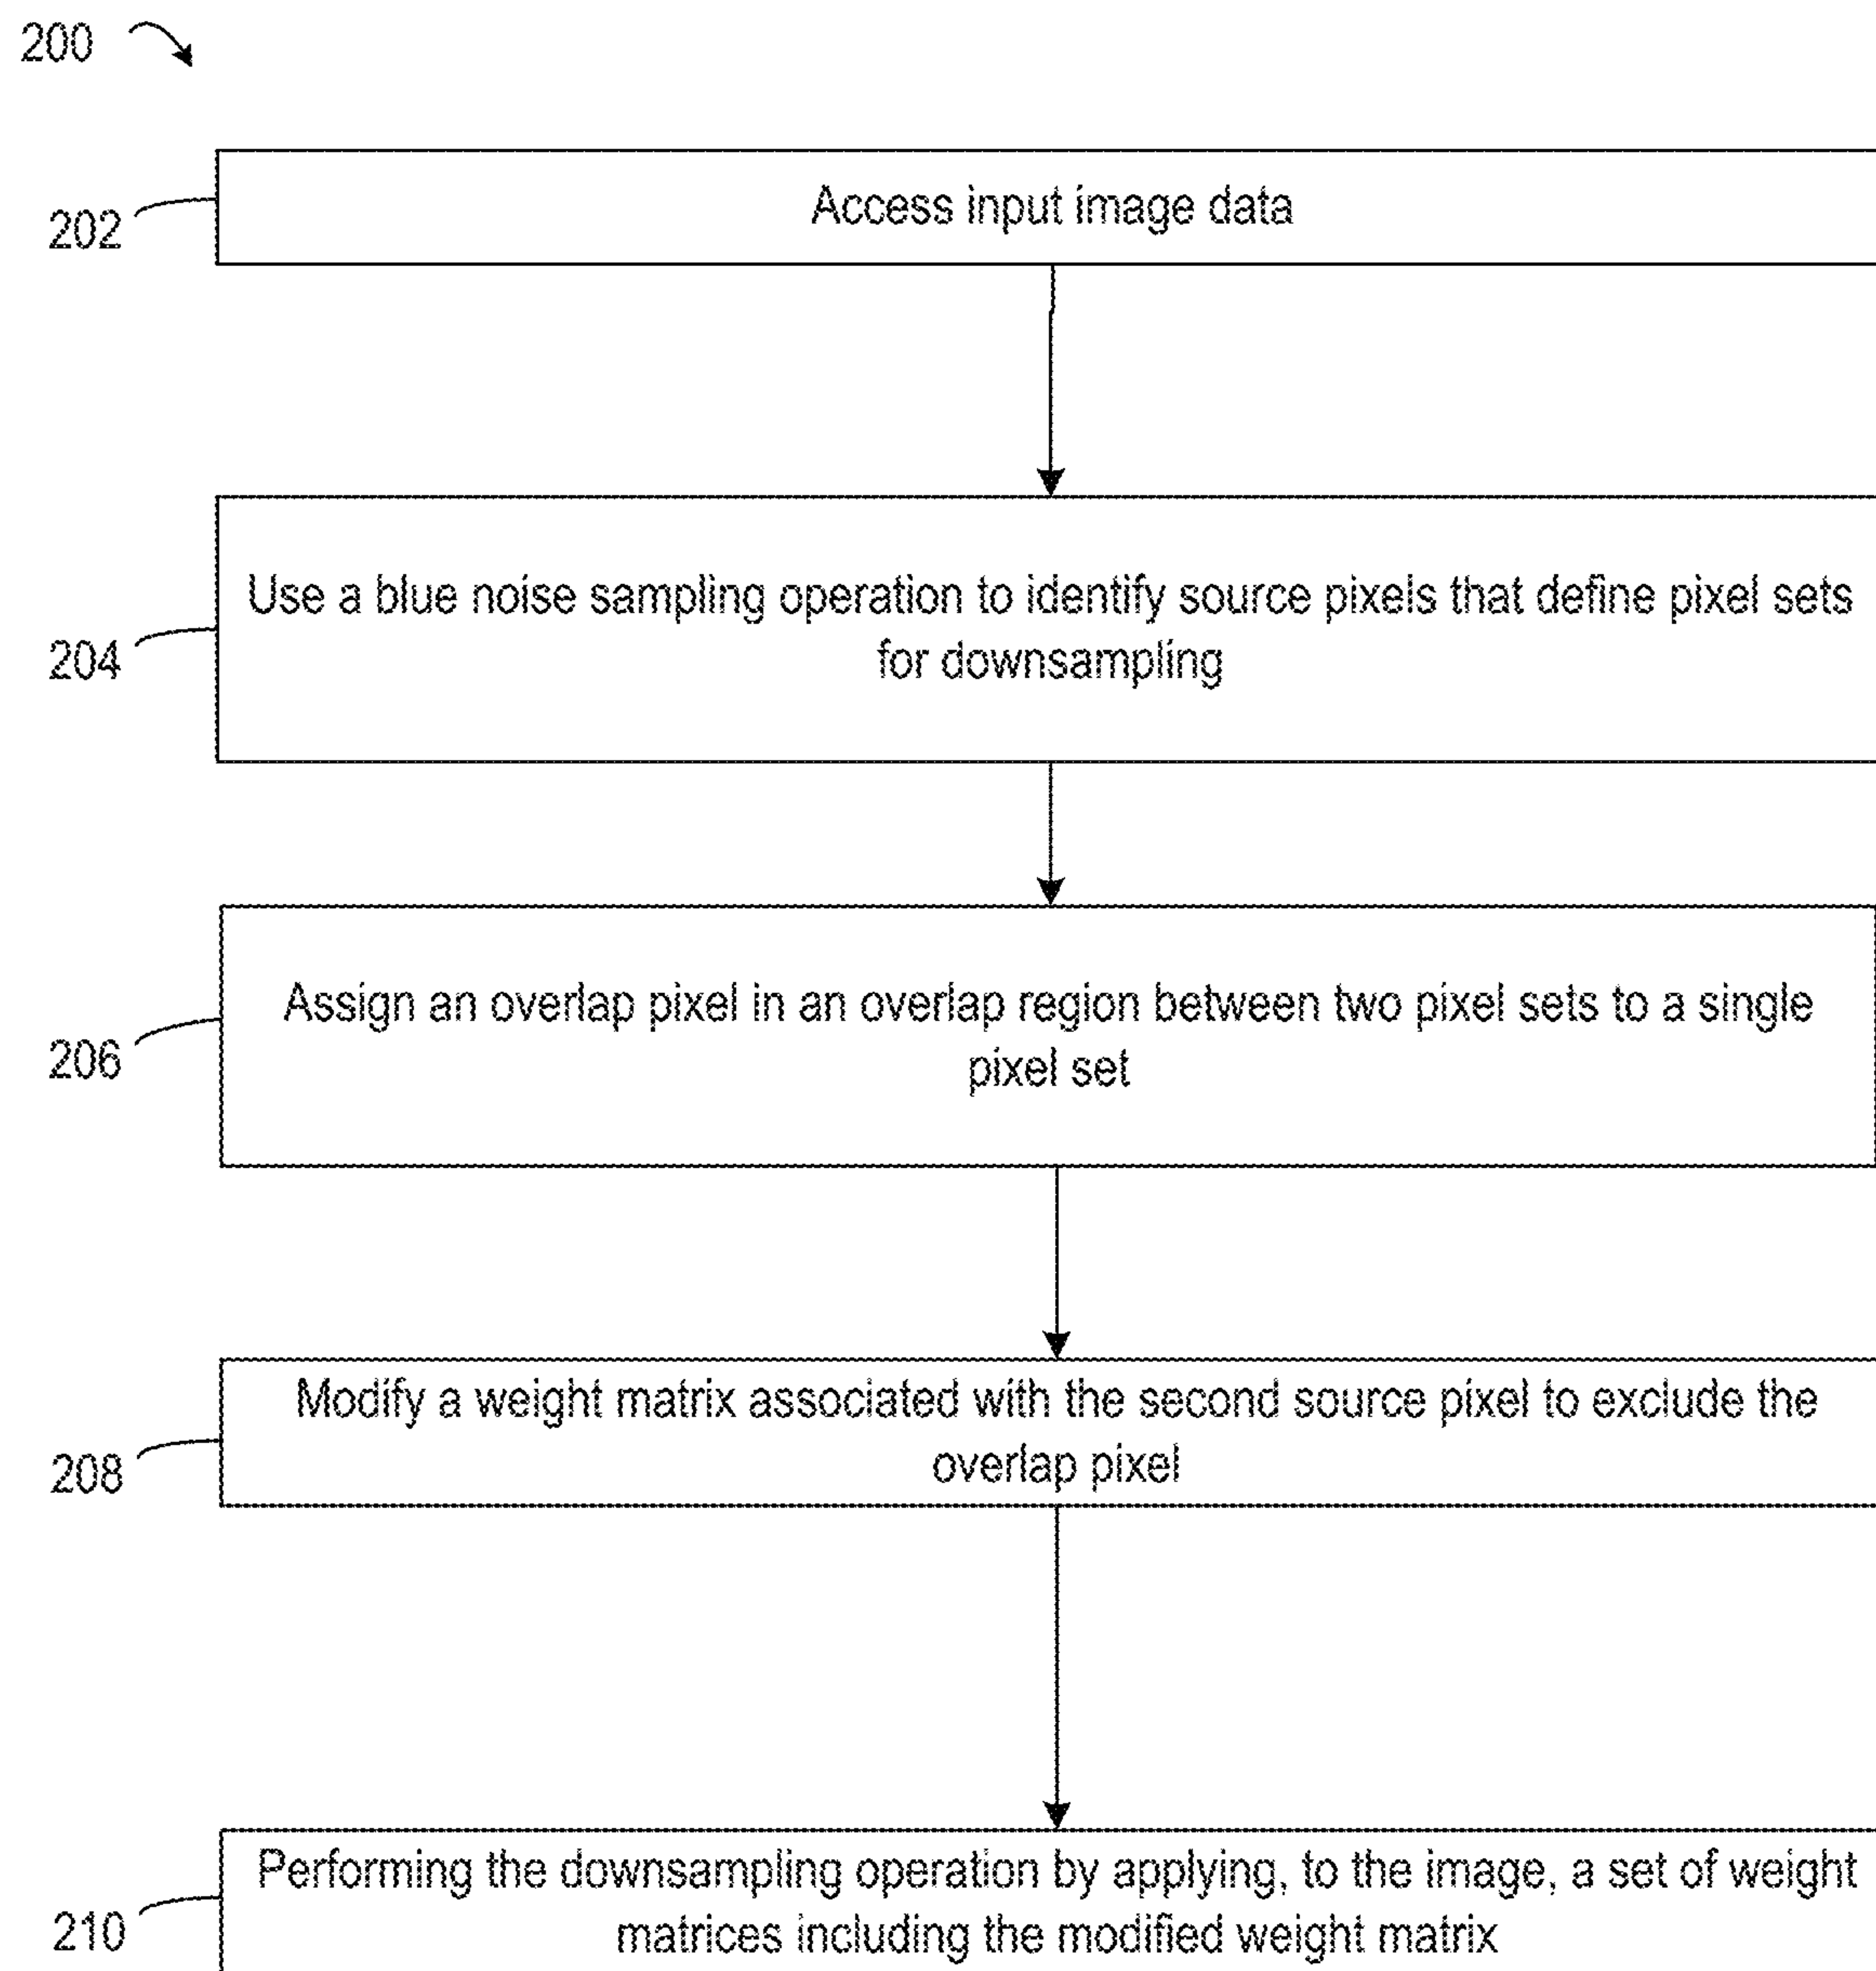 200
202
Access input image data
204
Use a blue noise sampling operation to identify source pixels that define pixel sets
for downsampling
206
Assign an overlap pixel in an overlap region between two pixel sets to a single
pixel set
208
Modify a weight matrix associated with the second source pixel to exclude the
overlap pixel
210
Performing the downsampling operation by applying, to the image, a set of weight
matrices including the modified weight matrix